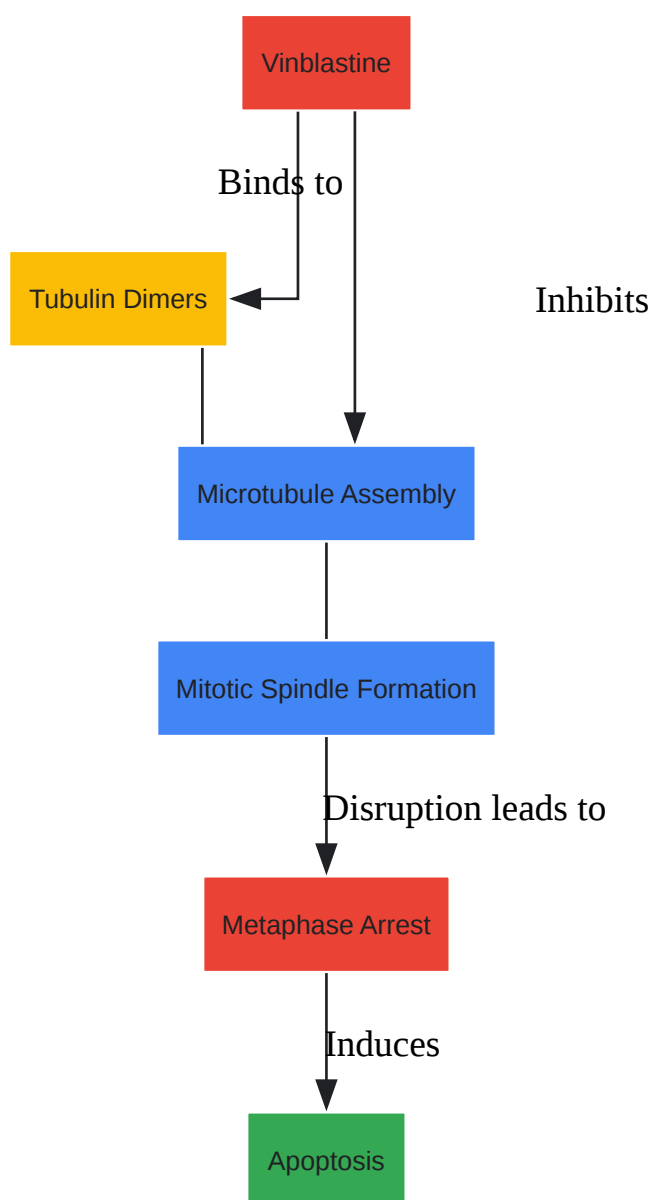 Vinblastine
Binds to
Tubulin Dimers
Inhibits
Microtubule Assembly
Mitotic Spindle Formation
Disruption leads to
Metaphase Arrest
Induces
Apoptosis